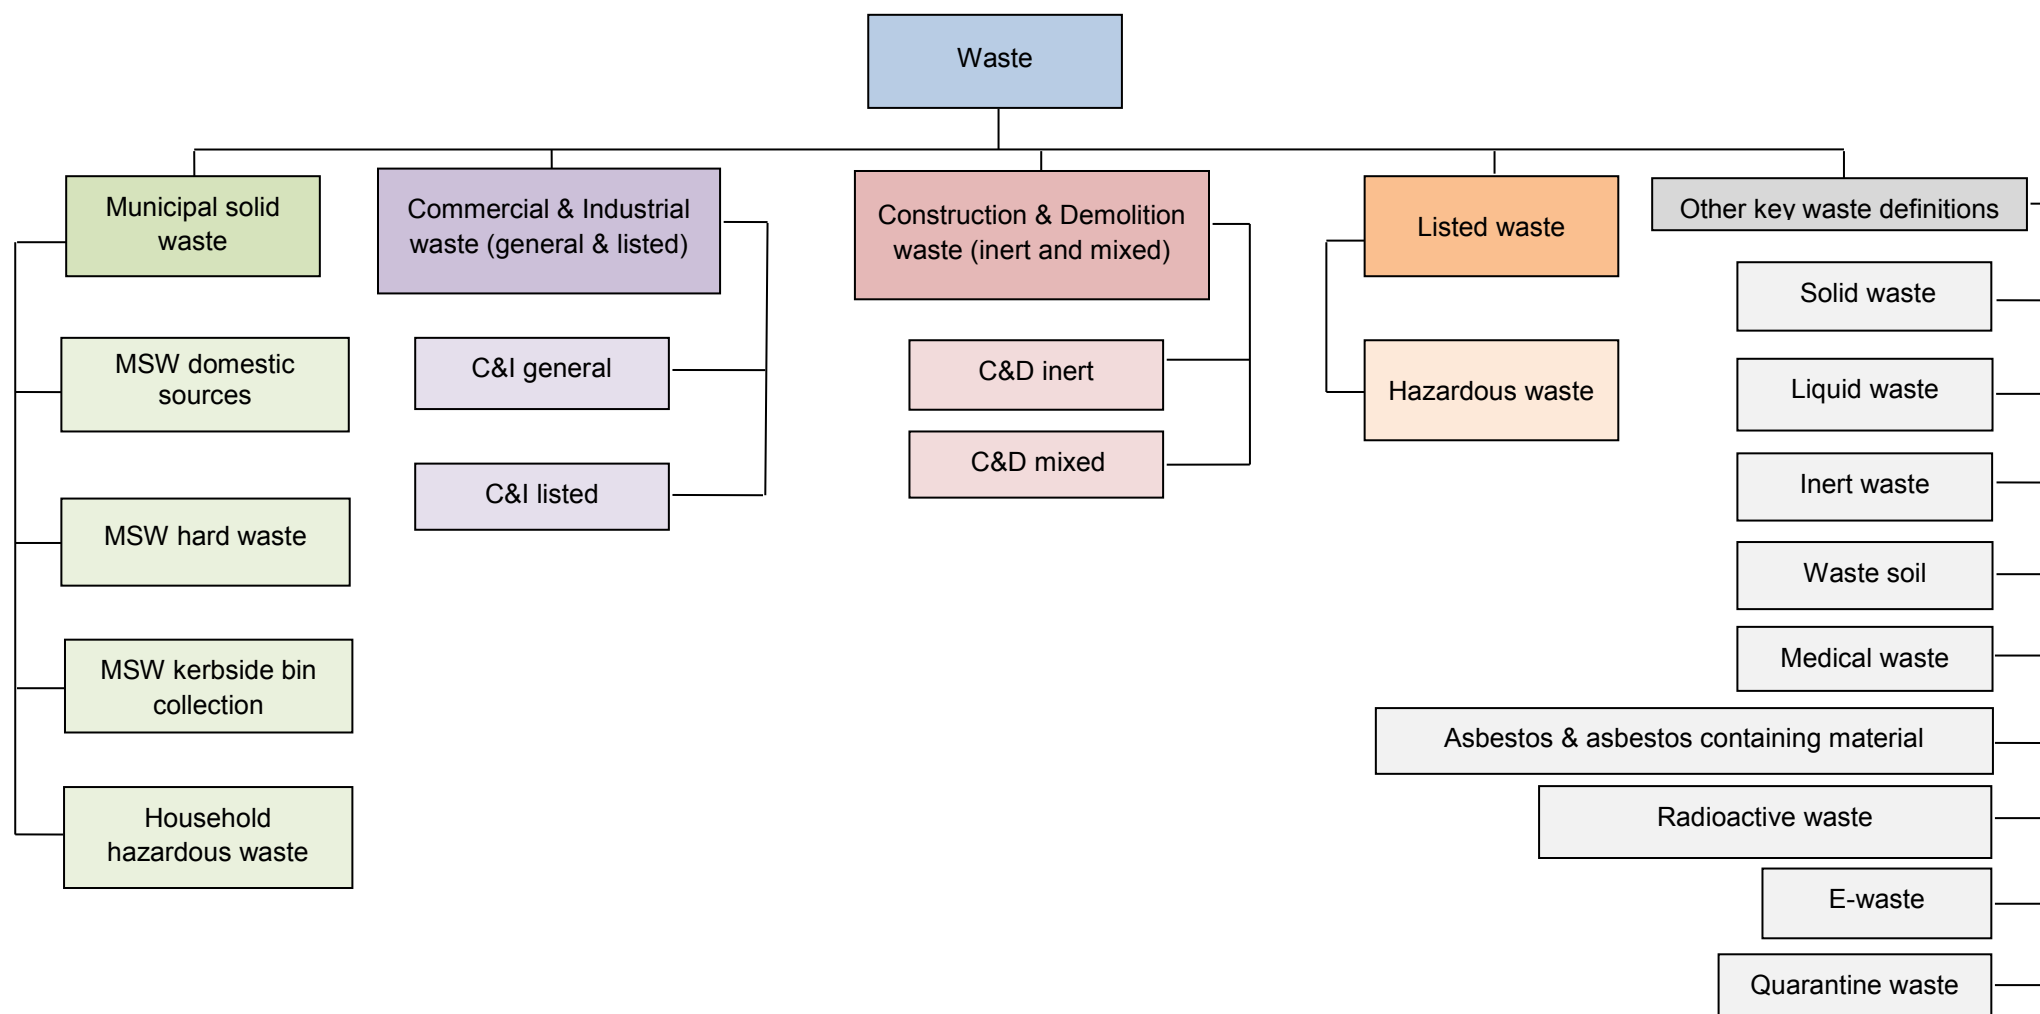 Waste
Municipal solid
waste
Commercial & Industrial
waste (general & listed)
Construction & Demolition
waste (inert and mixed)
Listed waste
Other key waste definitions
MSW domestic
sources
MSW hard waste
MSW kerbside bin
collection
Household
hazardous waste
C&I general
C&I listed
C&D inert
C&D mixed
Hazardous waste
Solid waste
Liquid waste
Inert waste
Waste soil
Medical waste
Asbestos & asbestos containing material
Radioactive waste
E-waste
Quarantine waste